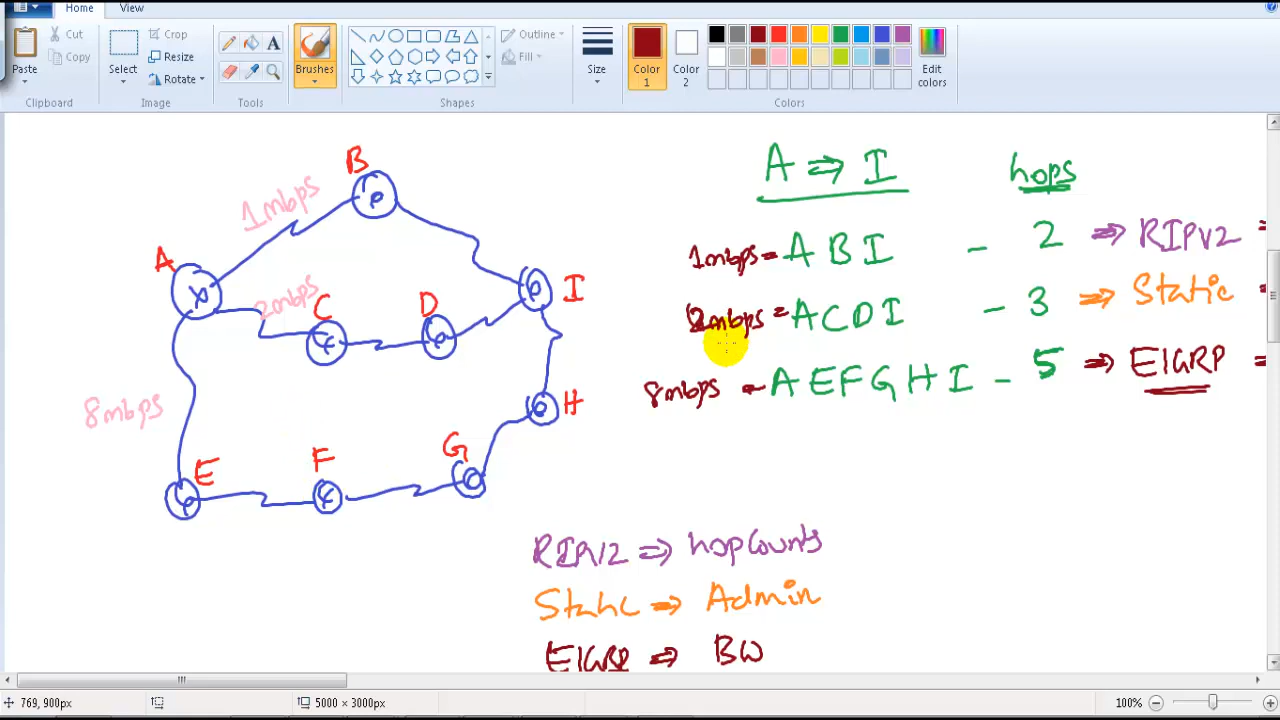 Home View
Cut
Copy
Paste
Clipboard
Crop
Resize
Rotate
Select
Image
A
Tools
Brushes
Outline
Fill
Shapes
Size
Color 1
Color 2
Edit colors
Colors
B
1mbps
A
2mbps
C
D
I
8mbps
H
E
F
G
A ⇒ I hops
1mbps = A B I - 2 ⇒ RIPV2 =
2mbps = A C D I - 3 ⇒ Static =
8mbps - A E F G H I - 5 ⇒ EIGRP =
RIPV2 ⇒ hopCounts
Static ⇒ Admin
EIGRP ⇒ BW
769, 900px
5000 × 3000px
100%